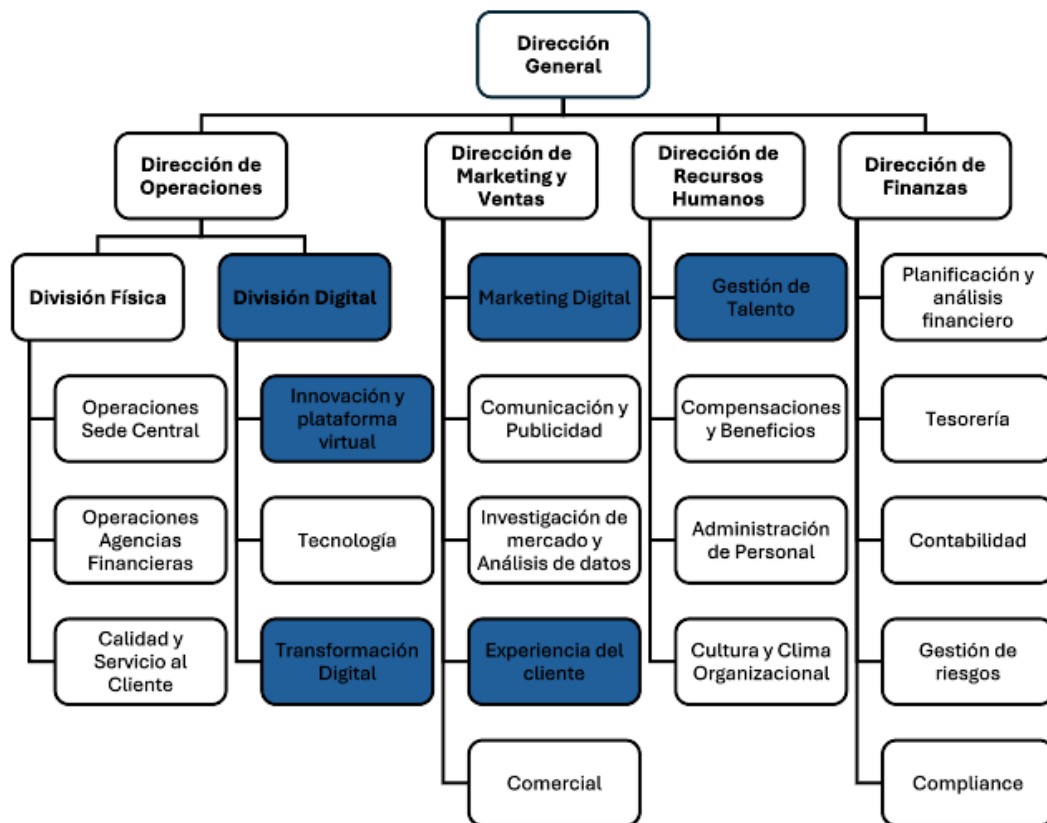 Dirección
General
Dirección de
Operaciones
Dirección de
Marketing y
Ventas
Dirección de
Recursos
Humanos
Dirección de
Finanzas
División Física
División Digital
Marketing Digital
Gestión de
Talento
Planificación y
análisis
financiero
Operaciones
Sede Central
Innovación y
plataforma
virtual
Comunicación y
Publicidad
Compensaciones
y Beneficios
Tesorería
Operaciones
Agencias
Financieras
Tecnología
Investigación de
mercado y
Análisis de datos
Administración
de Personal
Contabilidad
Calidad y
Servicio al
Cliente
Transformación
Digital
Experiencia del
cliente
Cultura y Clima
Organizacional
Gestión de
riesgos
Comercial
Compliance